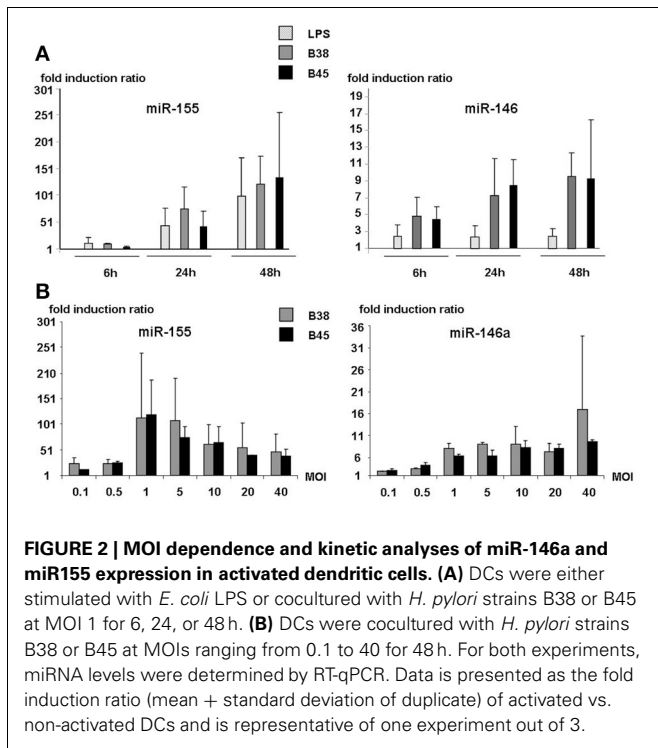 A
LPS
B38
B45
fold induction ratio
miR-155
301
251
151
101
51
1
6h
24h
48h
fold induction ratio
miR-146
19
17
15
13
11
9
7
5
3
1
6h
24h
48h
B
fold induction ratio
miR-155
B38
B45
301
251
210
151
101
51
1
0.1 0.5 1 5 10 20 40 MOI
fold induction ratio
miR-146a
36
31
26
21
16
11
6
1
0.1 0.5 1 5 10 20 40 MOI
FIGURE 2 | MOI dependence and kinetic analyses of miR-146a and
miR155 expression in activated dendritic cells. (A) DCs were either
stimulated with E. coli LPS or cocultured with H. pylori strains B38 or B45
at MOI 1 for 6, 24, or 48 h. (B) DCs were cocultured with H. pylori strains
B38 or B45 at MOIs ranging from 0.1 to 40 for 48 h. For both experiments,
miRNA levels were determined by RT-qPCR. Data is presented as the fold
induction ratio (mean + standard deviation of duplicate) of activated vs.
non-activated DCs and is representative of one experiment out of 3.